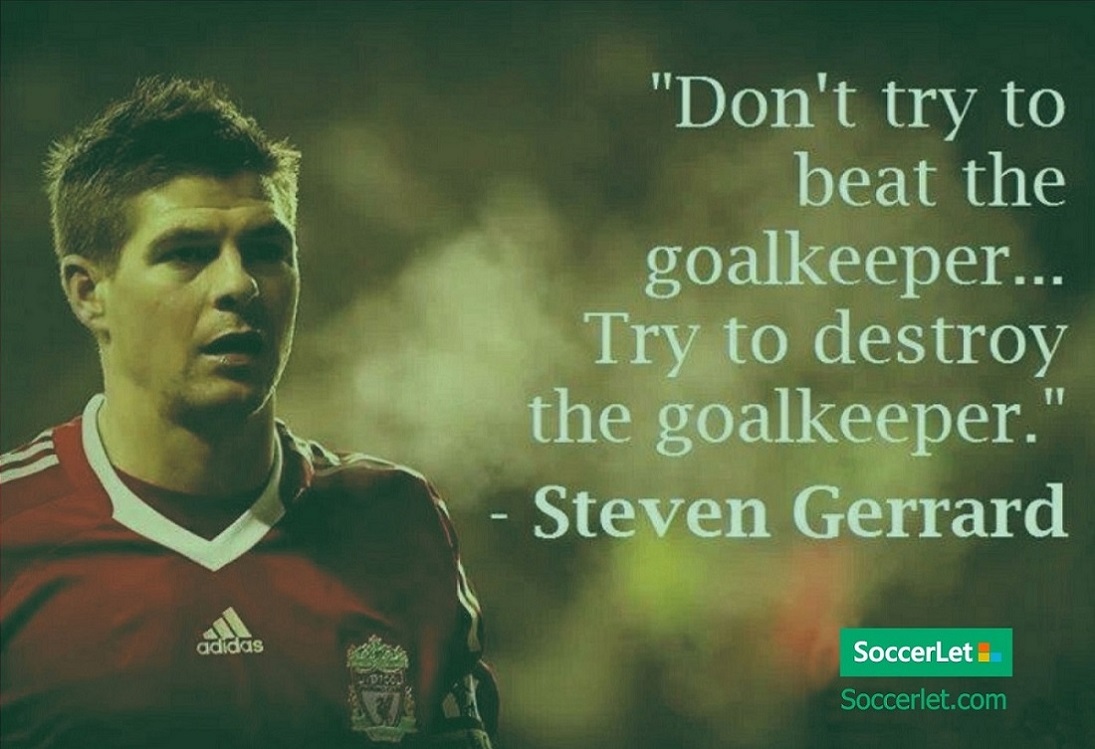 "Don't try to
beat the
goalkeeper...
Try to destroy
the goalkeeper."
- Steven Gerrard
adidas
SoccerLet
Soccerlet.com